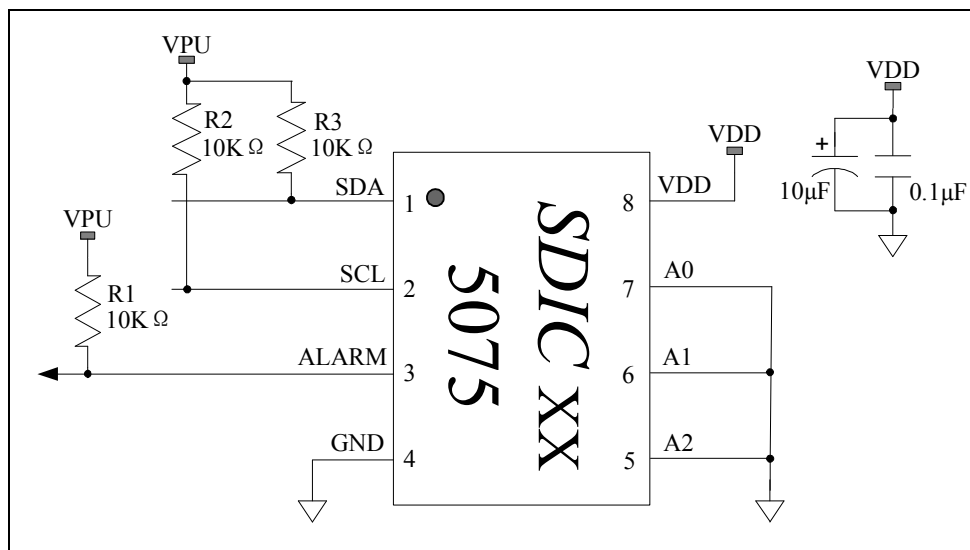 VPU
R2
10K Ω
R3
10K Ω
VDD
VDD
10μF
0.1μF
+
SDA
1
VDD
8
VPU
R1
10K Ω
SCL
2
A0
7
ALARM
3
A1
6
GND
4
A2
5
SDIC XX
5075